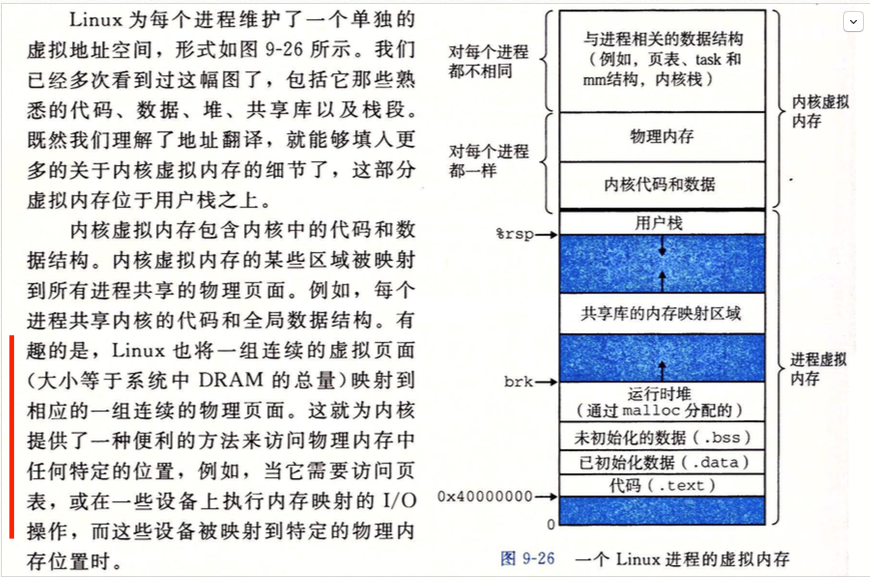 Linux 为每个进程维护了一个单独的
虚拟地址空间，形式如图 9-26 所示。我们
已经多次看到过这幅图了，包括它那些熟
悉的代码、数据、堆、共享库以及栈段。
既然我们理解了地址翻译，就能够填入更
多的关于内核虚拟内存的细节了，这部分
虚拟内存位于用户栈之上。
内核虚拟内存包含内核中的代码和数
据结构。内核虚拟内存的某些区域被映射
到所有进程共享的物理页面。例如，每个
进程共享内核的代码和全局数据结构。有
趣的是，Linux 也将一组连续的虚拟页面
（大小等于系统中 DRAM 的总量）映射到
相应的一组连续的物理页面。这就为内核
提供了一种便利的方法来访问物理内存中
任何特定的位置，例如，当它需要访问页
表，或在一些设备上执行内存映射的 I/O
操作，而这些设备被映射到特定的物理内
存位置时。
对每个进程
都不相同
与进程相关的数据结构
（例如，页表、task 和
mm结构，内核栈）
内核虚拟
内存
对每个进程
都一样
物理内存
内核代码和数据
用户栈
%rsp
共享库的内存映射区域
进程虚拟
内存
brk
运行时堆
（通过 malloc 分配的）
未初始化的数据（.bss）
已初始化数据（.data）
代码（.text）
0x40000000
0
图 9-26 一个 Linux 进程的虚拟内存